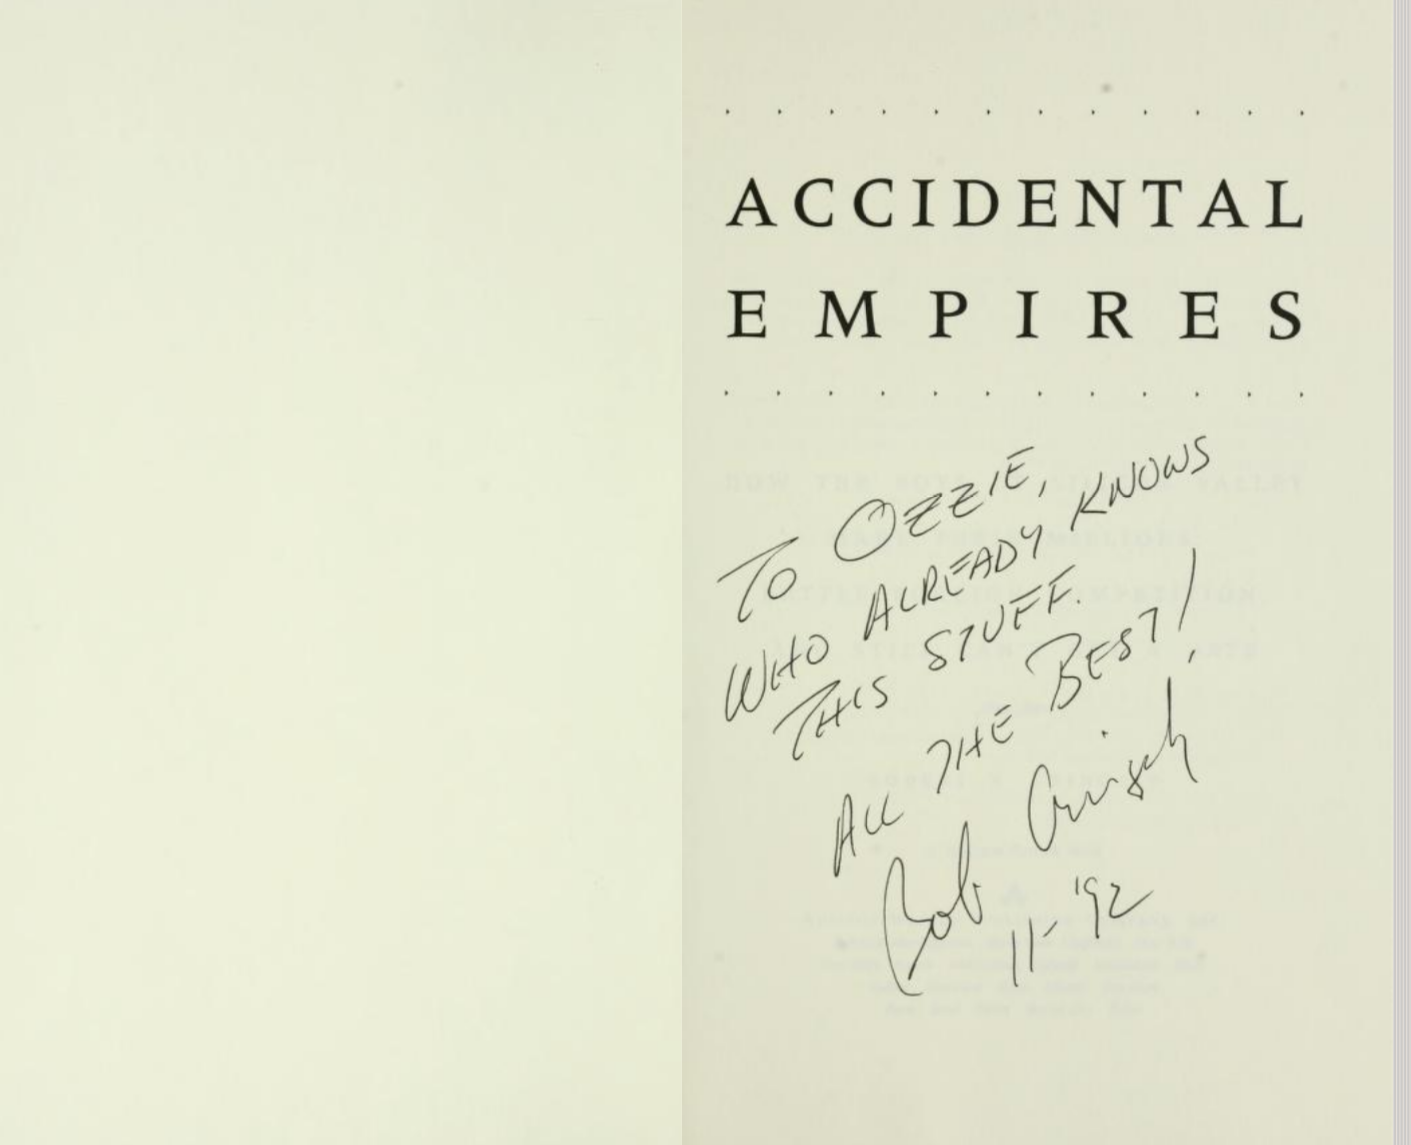 ACCIDENTAL
EMPIRES
TO OZZIE,
WHO ALREADY KNOWS
THIS STUFF.
ALL THE BEST!
Bob Cringely
11-'92